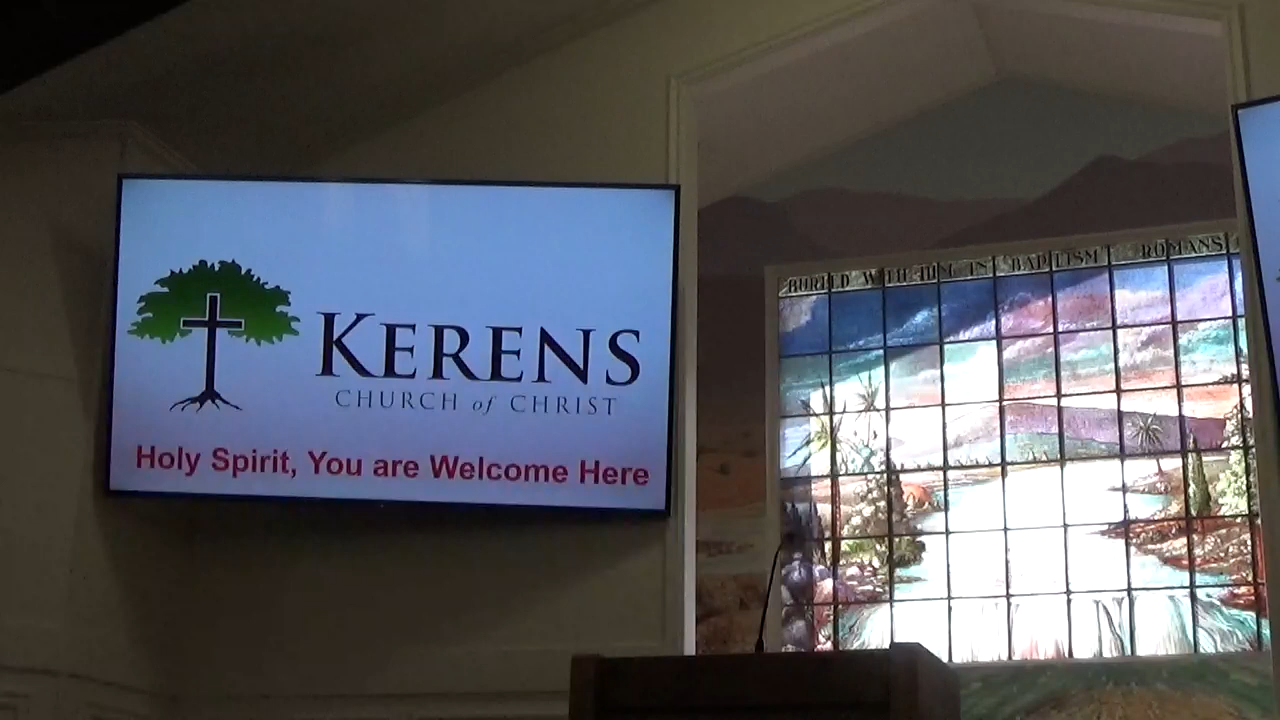 KERENS
CHURCH of CHRIST
Holy Spirit, You are Welcome Here
BURIED WITH HIM IN BAPTISM ROMANS